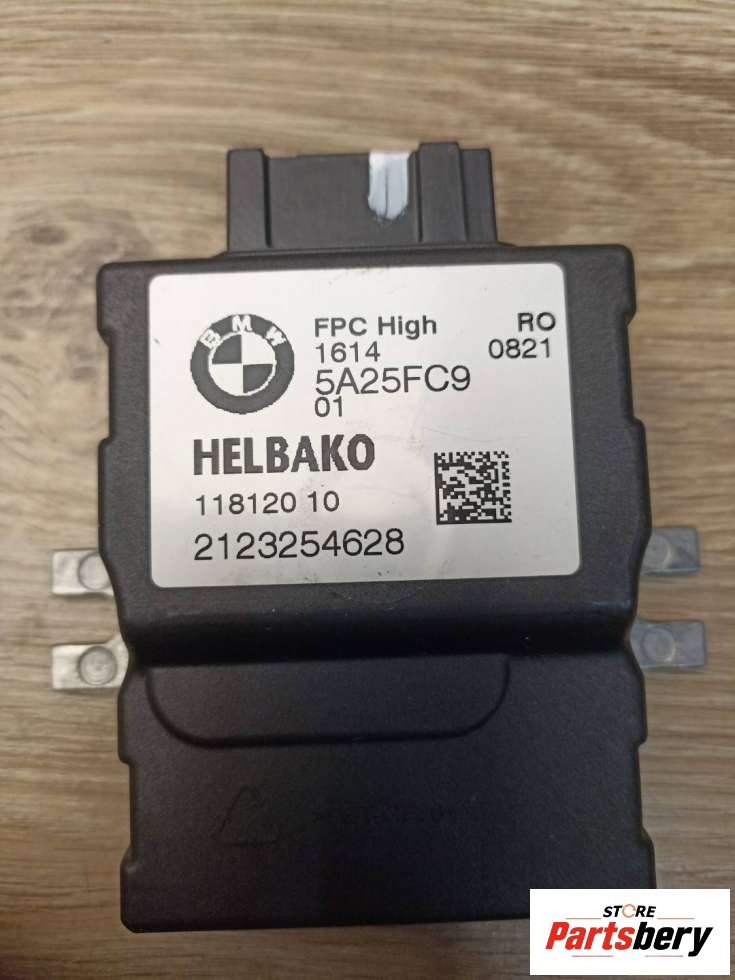 BMW
FPC High RO
1614 0821
5A25FC9
01
HELBAKO
118120 10
2123254628
STORE
Partsbery